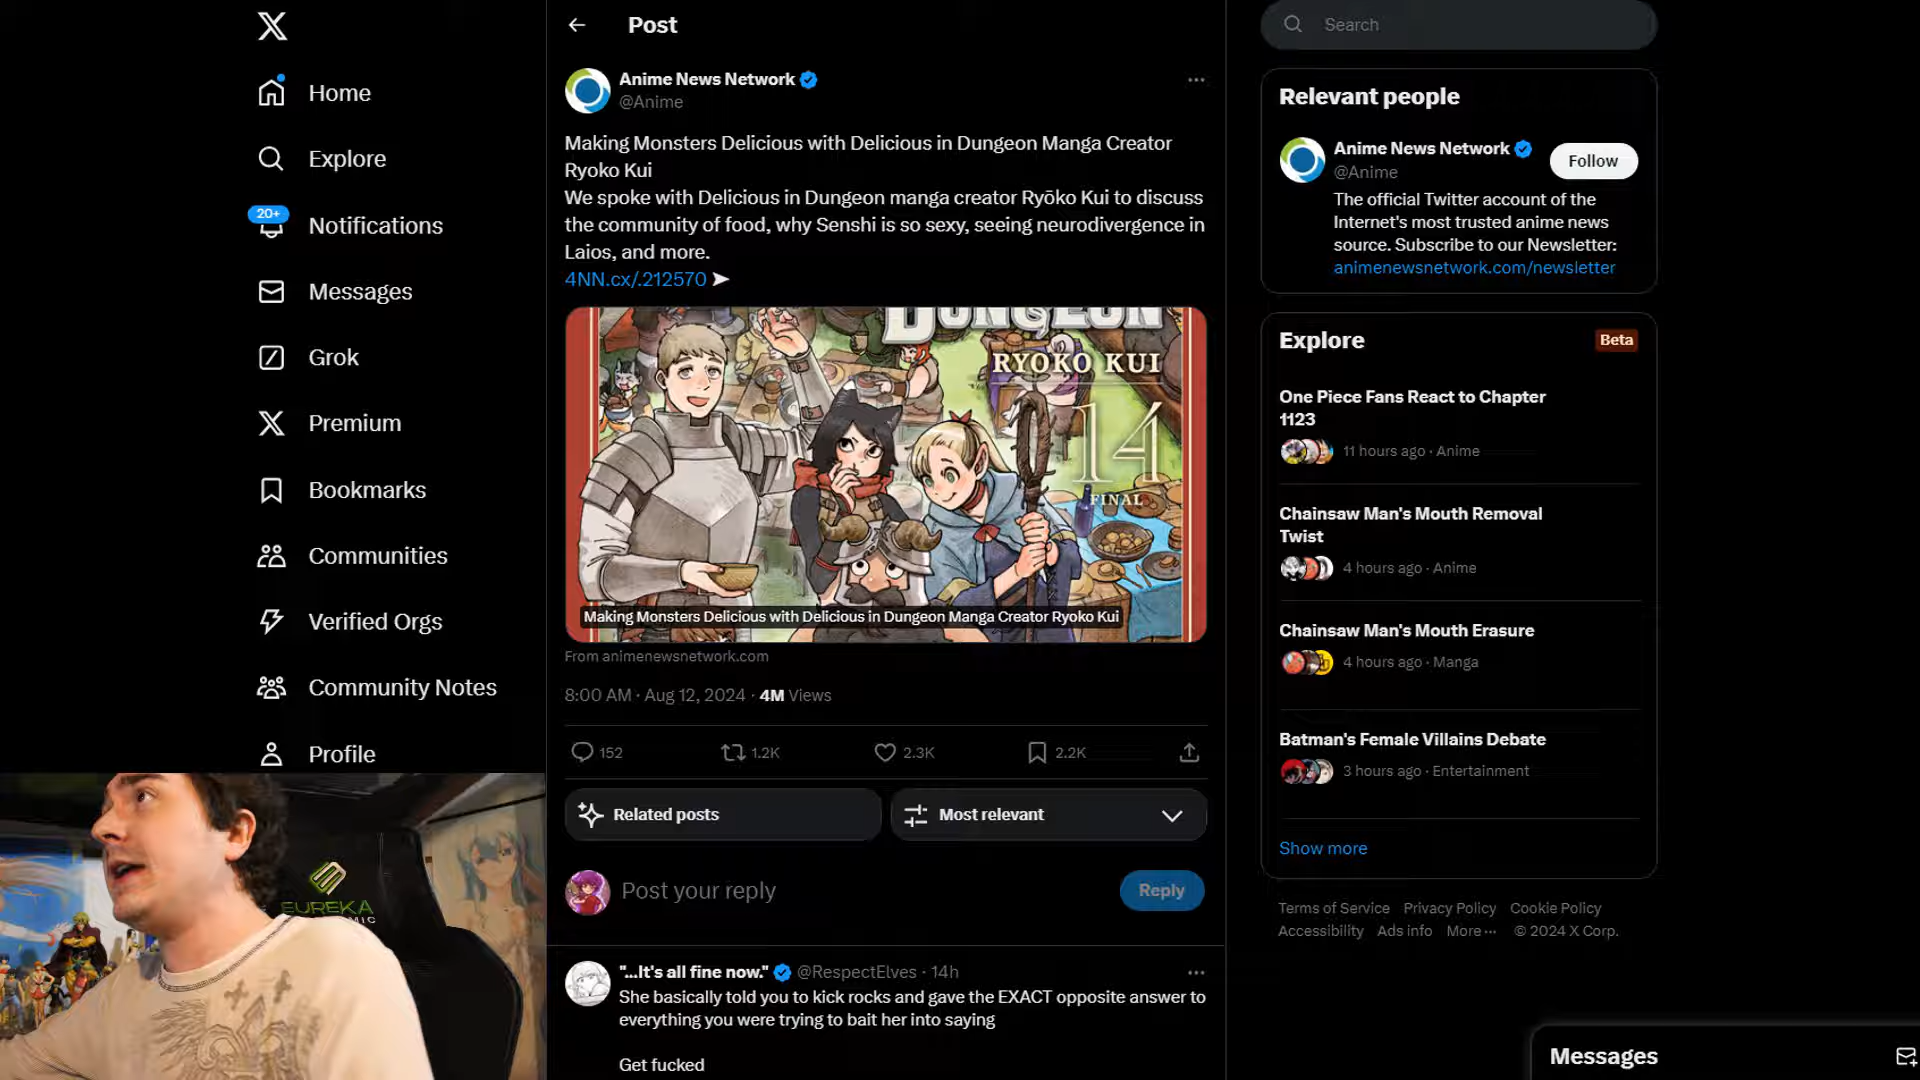 Home
Explore
20+
Notifications
Messages
Grok
Premium
Bookmarks
Communities
Verified Orgs
Community Notes
Profile
EUREKA
Post
Anime News Network
@Anime
Making Monsters Delicious with Delicious in Dungeon Manga Creator
Ryoko Kui
We spoke with Delicious in Dungeon manga creator Ryōko Kui to discuss
the community of food, why Senshi is so sexy, seeing neurodivergence in
Laios, and more.
4NN.cx/.212570
DUNGEON
RYOKO KUI
14
FINAL
Making Monsters Delicious with Delicious in Dungeon Manga Creator Ryoko Kui
From animenewsnetwork.com
8:00 AM · Aug 12, 2024 · 4M Views
152 1.2K 2.3K 2.2K
Related posts
Most relevant
Post your reply
Reply
"...It's all fine now." @RespectElves · 14h
She basically told you to kick rocks and gave the EXACT opposite answer to
everything you were trying to bait her into saying
Get fucked
Search
Relevant people
Anime News Network
@Anime
Follow
The official Twitter account of the
Internet's most trusted anime news
source. Subscribe to our Newsletter:
animenewsnetwork.com/newsletter
Explore
Beta
One Piece Fans React to Chapter
1123
11 hours ago · Anime
Chainsaw Man's Mouth Removal
Twist
4 hours ago · Anime
Chainsaw Man's Mouth Erasure
4 hours ago · Manga
Batman's Female Villains Debate
3 hours ago · Entertainment
Show more
Terms of Service Privacy Policy Cookie Policy
Accessibility Ads info More ··· © 2024 X Corp.
Messages